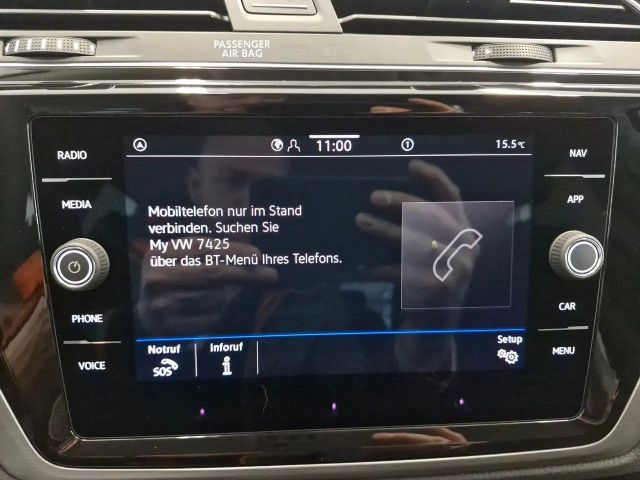 PASSENGER
AIR BAG
RADIO
MEDIA
PHONE
VOICE
11:00
1
15.5°C
Mobiltelefon nur im Stand
verbinden. Suchen Sie
My VW 7425
über das BT-Menü Ihres Telefons.
Notruf
SOS
Inforuf
i
Setup
NAV
APP
CAR
MENU